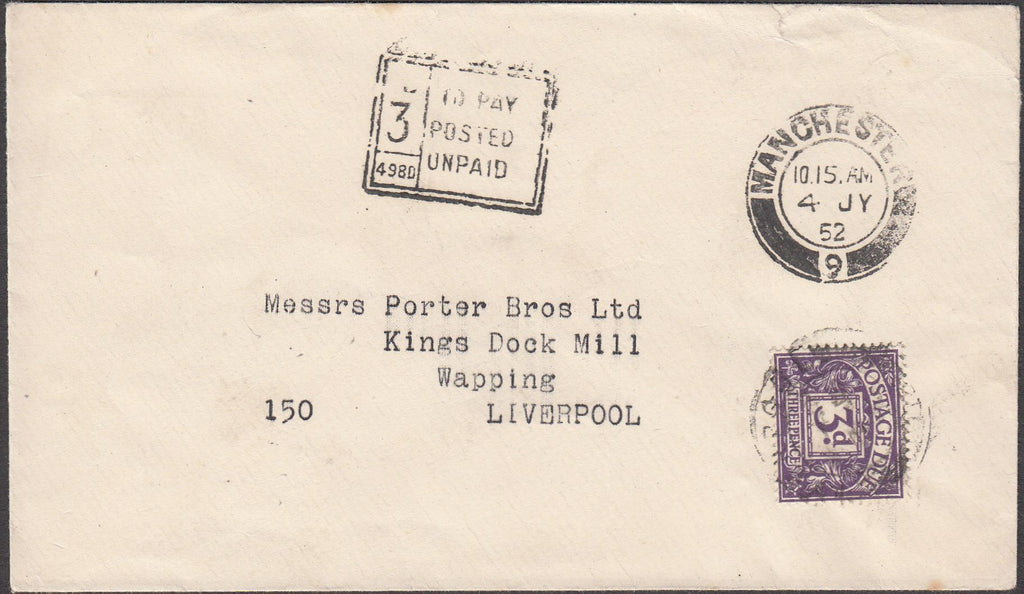 3
TO PAY
POSTED
UNPAID
498D
MANCHESTER
10.15.AM
4 JY
52
9
Messrs Porter Bros Ltd
Kings Dock Mill
Wapping
150 LIVERPOOL
POSTAGE DUE
3d
THREE PENCE